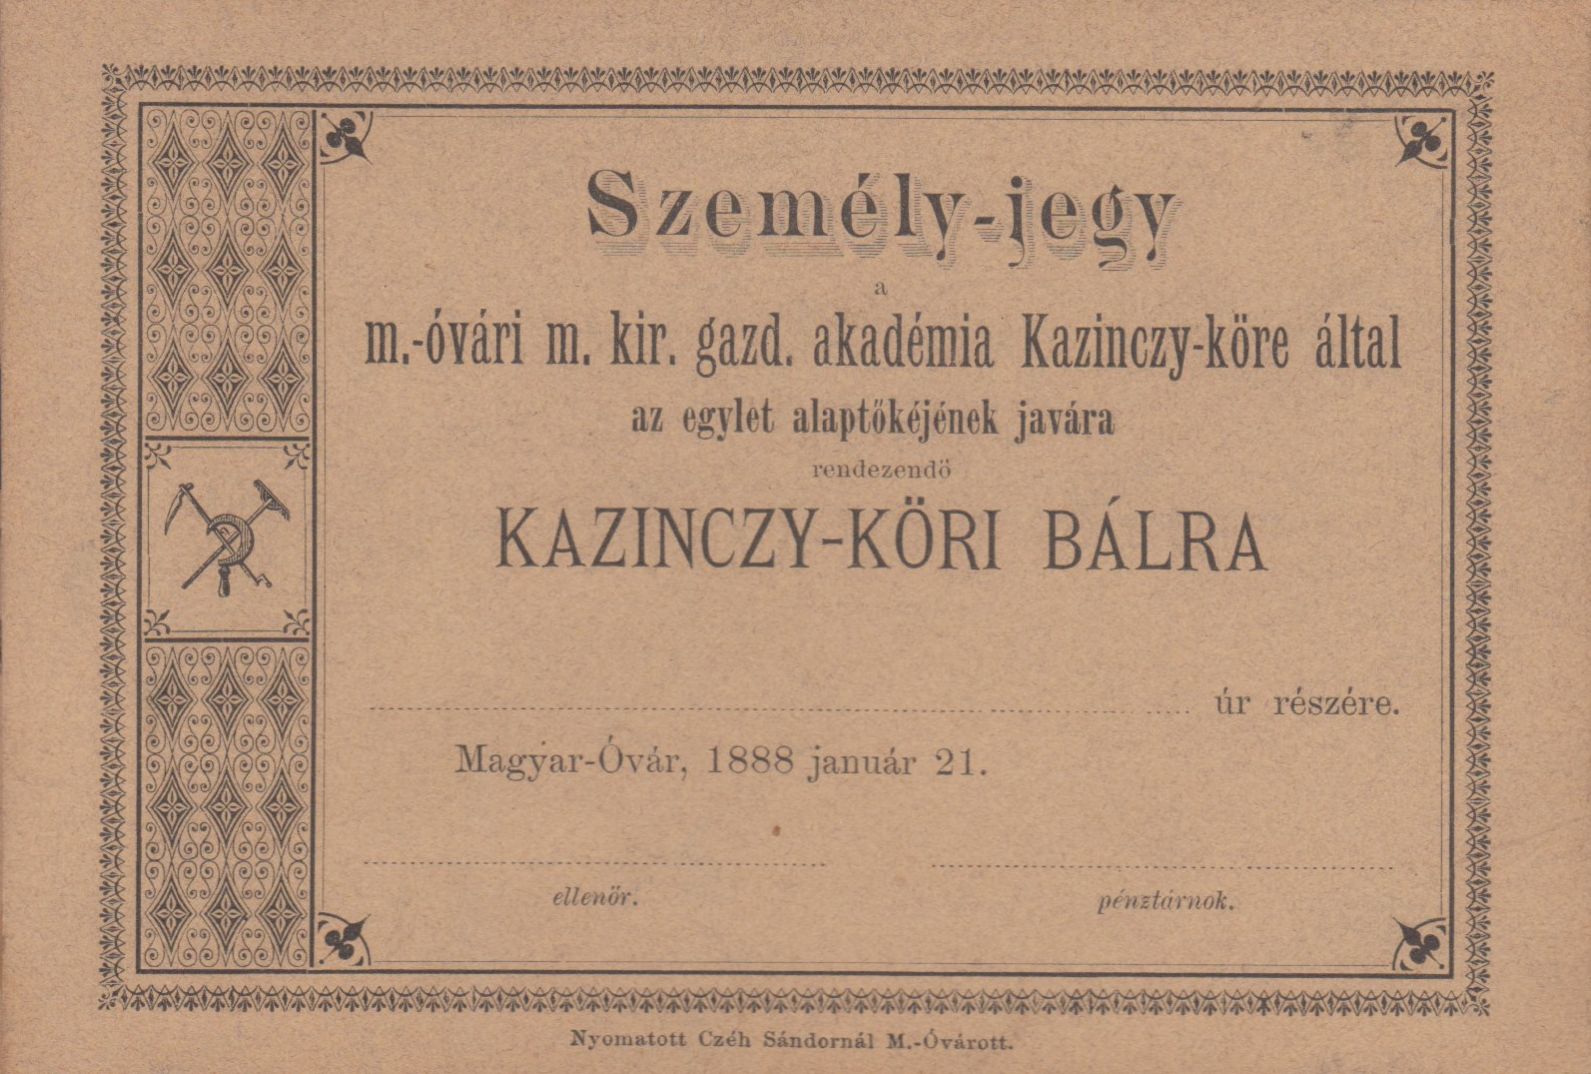 Személy-jegy
a
m.-óvári m. kir. gazd. akadémia Kazinczy-köre által
az egylet alaptőkéjének javára
rendezendő
KAZINCZY-KÖRI BÁLRA
úr részére.
Magyar-Óvár, 1888 január 21.
ellenőr. pénztárnok.
Nyomatott Czéh Sándornál M.-Óvárott.